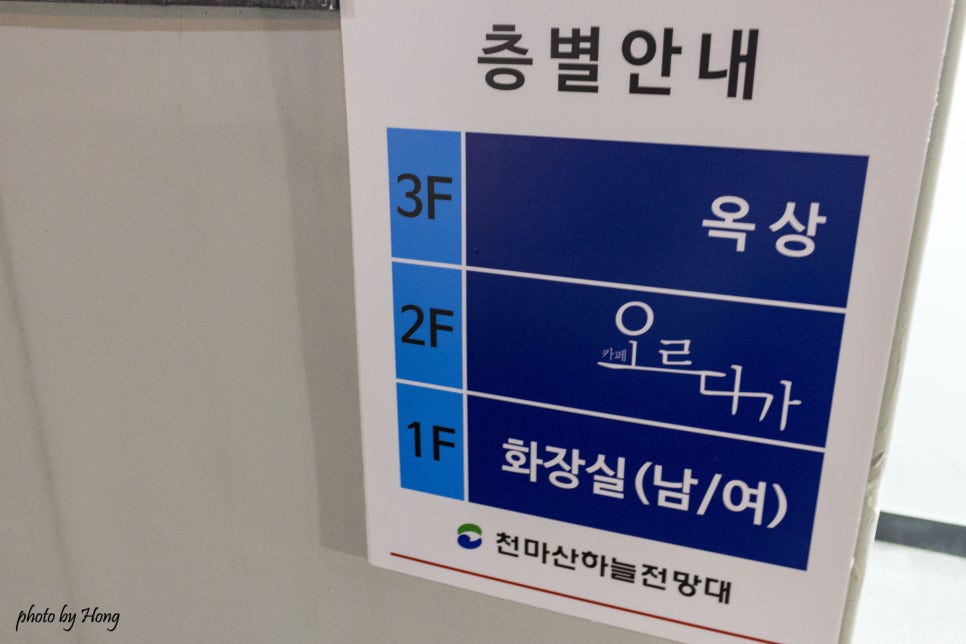 층별안내
3F 옥상
2F 카페 오르다가
1F 화장실(남/여)
천마산하늘전망대
photo by Hong